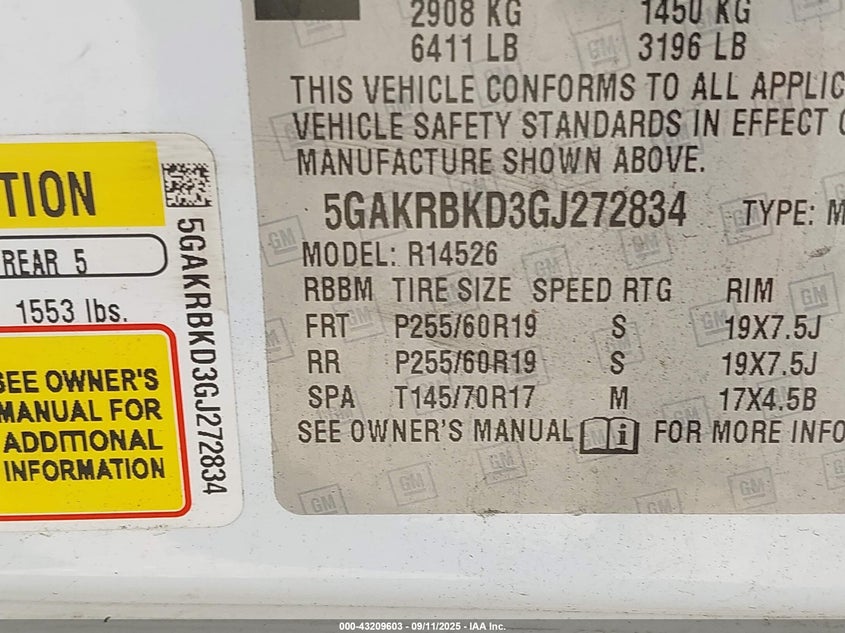 2908 KG 1450 KG
6411 LB 3196 LB
THIS VEHICLE CONFORMS TO ALL APPLIC
VEHICLE SAFETY STANDARDS IN EFFECT
MANUFACTURE SHOWN ABOVE.
5GAKRBKD3GJ272834 TYPE: M
MODEL: R14526
RBBM TIRE SIZE SPEED RTG RIM
FRT P255/60R19 S 19X7.5J
RR P255/60R19 S 19X7.5J
SPA T145/70R17 M 17X4.5B
SEE OWNER'S MANUAL i FOR MORE INFO
TION
REAR 5
1553 lbs.
SEE OWNER'S
MANUAL FOR
ADDITIONAL
INFORMATION
5GAKRBKD3GJ272834
GM
000-43209603 - 09/11/2025 - IAA Inc.